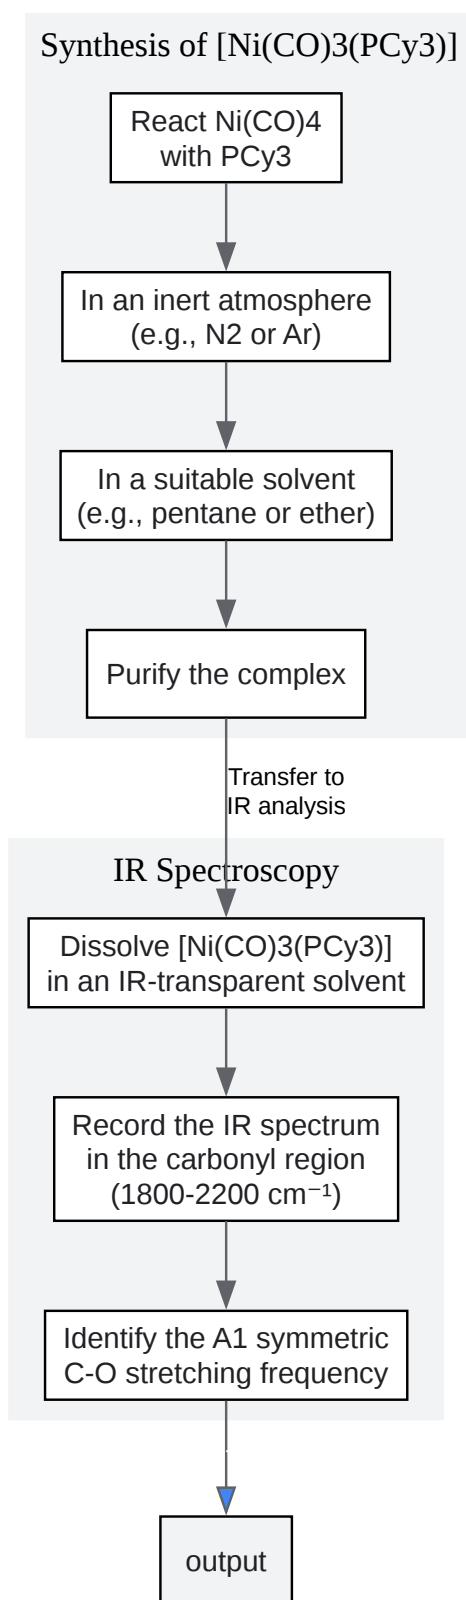 Synthesis of [Ni(CO)3(PCy3)]
React Ni(CO)4
with PCy3
In an inert atmosphere
(e.g., N2 or Ar)
In a suitable solvent
(e.g., pentane or ether)
Purify the complex
Transfer to
IR analysis
IR Spectroscopy
Dissolve [Ni(CO)3(PCy3)]
in an IR-transparent solvent
Record the IR spectrum
in the carbonyl region
(1800-2200 cm⁻¹)
Identify the A1 symmetric
C-O stretching frequency
output